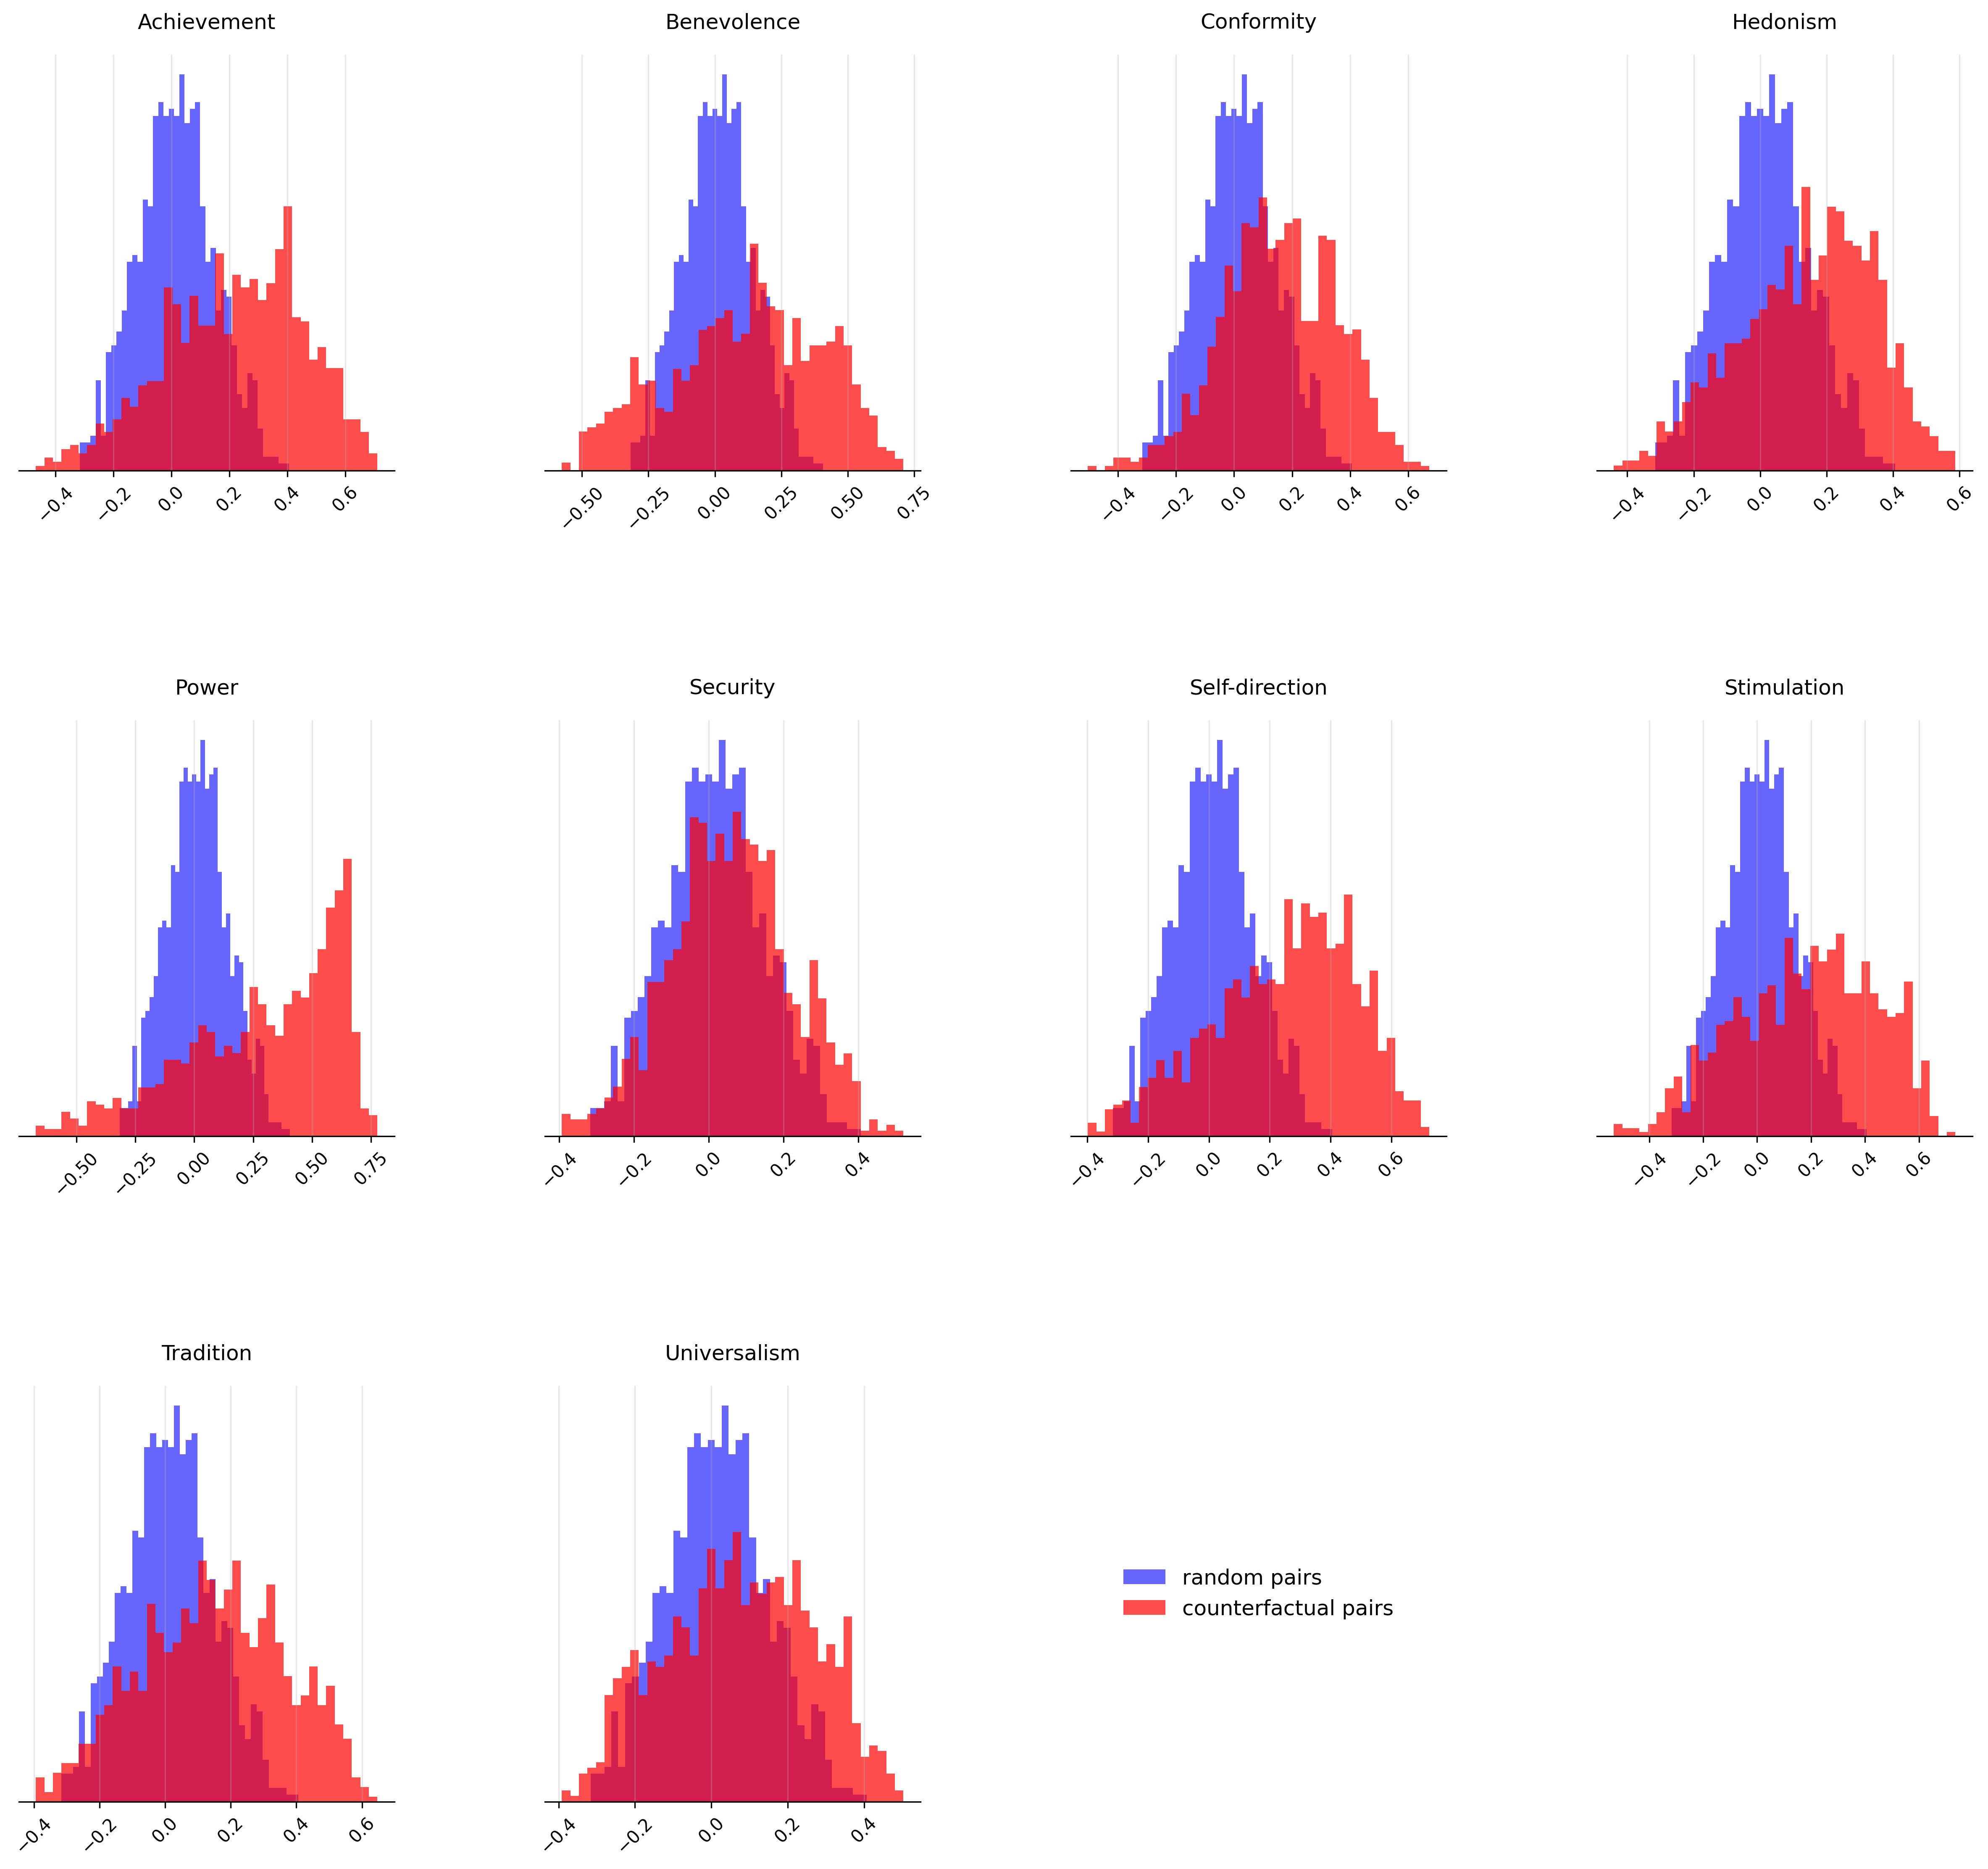 Achievement Benevolence Conformity Hedonism
−0.4 −0.2 0.0 0.2 0.4 0.6 −0.50 −0.25 0.00 0.25 0.50 0.75 −0.4 −0.2 0.0 0.2 0.4 0.6 −0.4 −0.2 0.0 0.2 0.4 0.6
Power Security Self-direction Stimulation
−0.50 −0.25 0.00 0.25 0.50 0.75 −0.4 −0.2 0.0 0.2 0.4 −0.4 −0.2 0.0 0.2 0.4 0.6 −0.4 −0.2 0.0 0.2 0.4 0.6
Tradition Universalism
random pairs
counterfactual pairs
−0.4 −0.2 0.0 0.2 0.4 0.6 −0.4 −0.2 0.0 0.2 0.4